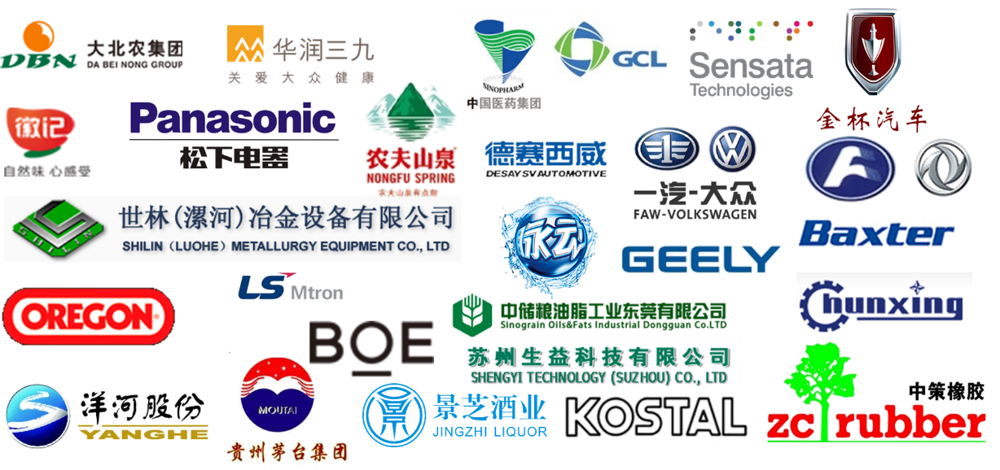 DBN
大北农集团
DA BEI NONG GROUP
华润三九
关爱大众健康
SINOPHARM
中国医药集团
GCL
Sensata
Technologies
金杯汽车
徽记
自然味 心感受
Panasonic
松下电器
农夫山泉
NONGFU SPRING
农夫山泉有点甜
德赛西威
DESAY SV AUTOMOTIVE
一汽-大众
FAW-VOLKSWAGEN
SHILIN
世林(漯河)冶金设备有限公司
SHILIN (LUOHE) METALLURGY EQUIPMENT CO., LTD
GEELY
Baxter
OREGON®
LS Mtron
BOE
中储粮油脂工业东莞有限公司
Sinograin Oils&Fats Industrial Dongguan Co.LTD
Chunxing
苏州生益科技有限公司
SHENGYI TECHNOLOGY (SUZHOU) CO., LTD
洋河股份
YANGHE
MOUTAI
贵州茅台集团
景芝酒业
JINGZHI LIQUOR
KOSTAL
中策橡胶
zc rubber